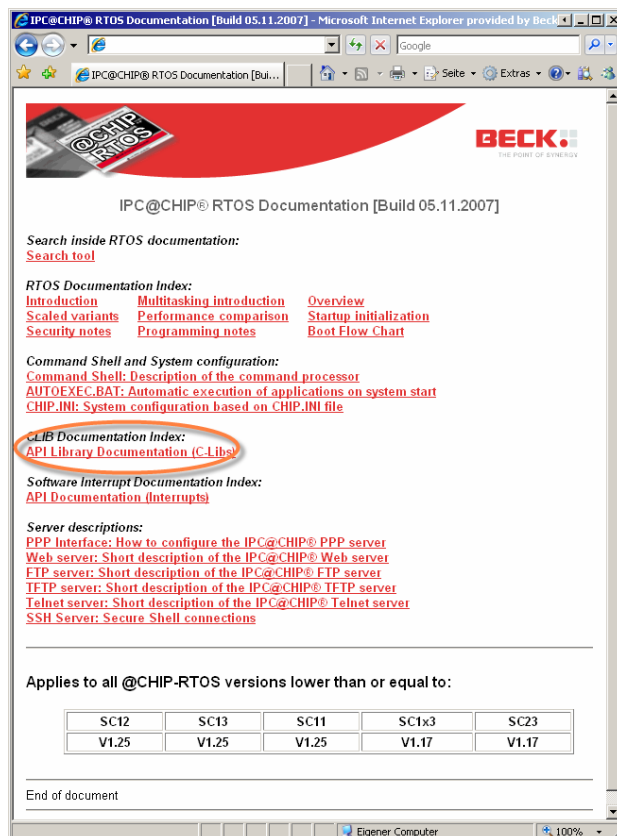 IPC@CHIP® RTOS Documentation [Build 05.11.2007] - Microsoft Internet Explorer provided by Beck
Google
IPC@CHIP® RTOS Documentation [Bui...
Seite
Extras
@CHIP
RTOS
BECK
THE POINT OF SYNERGY
IPC@CHIP® RTOS Documentation [Build 05.11.2007]
Search inside RTOS documentation:
Search tool
RTOS Documentation Index:
Introduction Multitasking introduction Overview
Scaled variants Performance comparison Startup initialization
Security notes Programming notes Boot Flow Chart
Command Shell and System configuration:
Command Shell: Description of the command processor
AUTOEXEC.BAT: Automatic execution of applications on system start
CHIP.INI: System configuration based on CHIP.INI file
CLIB Documentation Index:
API Library Documentation (C-Libs)
Software Interrupt Documentation Index:
API Documentation (Interrupts)
Server descriptions:
PPP Interface: How to configure the IPC@CHIP® PPP server
Web server: Short description of the IPC@CHIP® Web server
FTP server: Short description of the IPC@CHIP® FTP server
TFTP server: Short description of the IPC@CHIP® TFTP server
Telnet server: Short description of the IPC@CHIP® Telnet server
SSH Server: Secure Shell connections
Applies to all @CHIP-RTOS versions lower than or equal to:
SC12 SC13 SC11 SC1x3 SC23
V1.25 V1.25 V1.25 V1.17 V1.17
End of document
Eigener Computer 100%